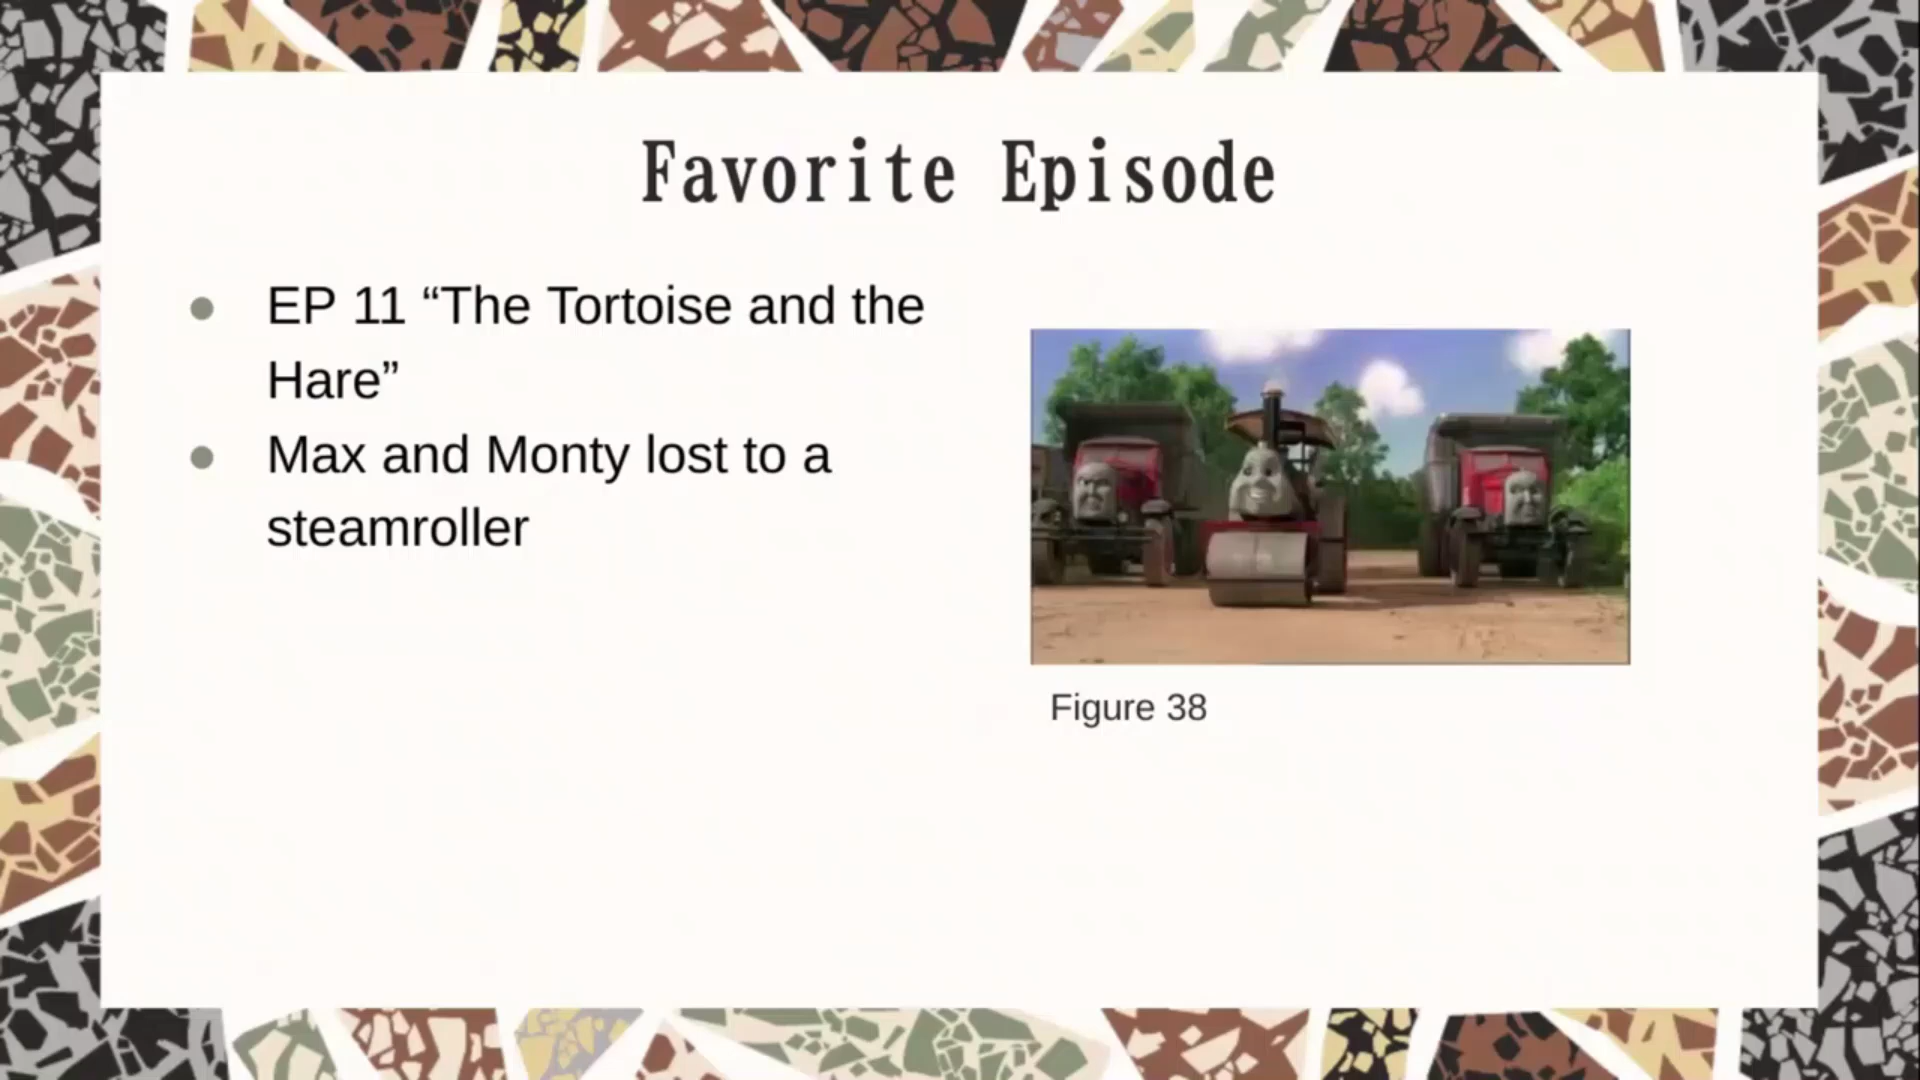 Favorite Episode
EP 11 “The Tortoise and the
Hare”
Max and Monty lost to a
steamroller
Figure 38